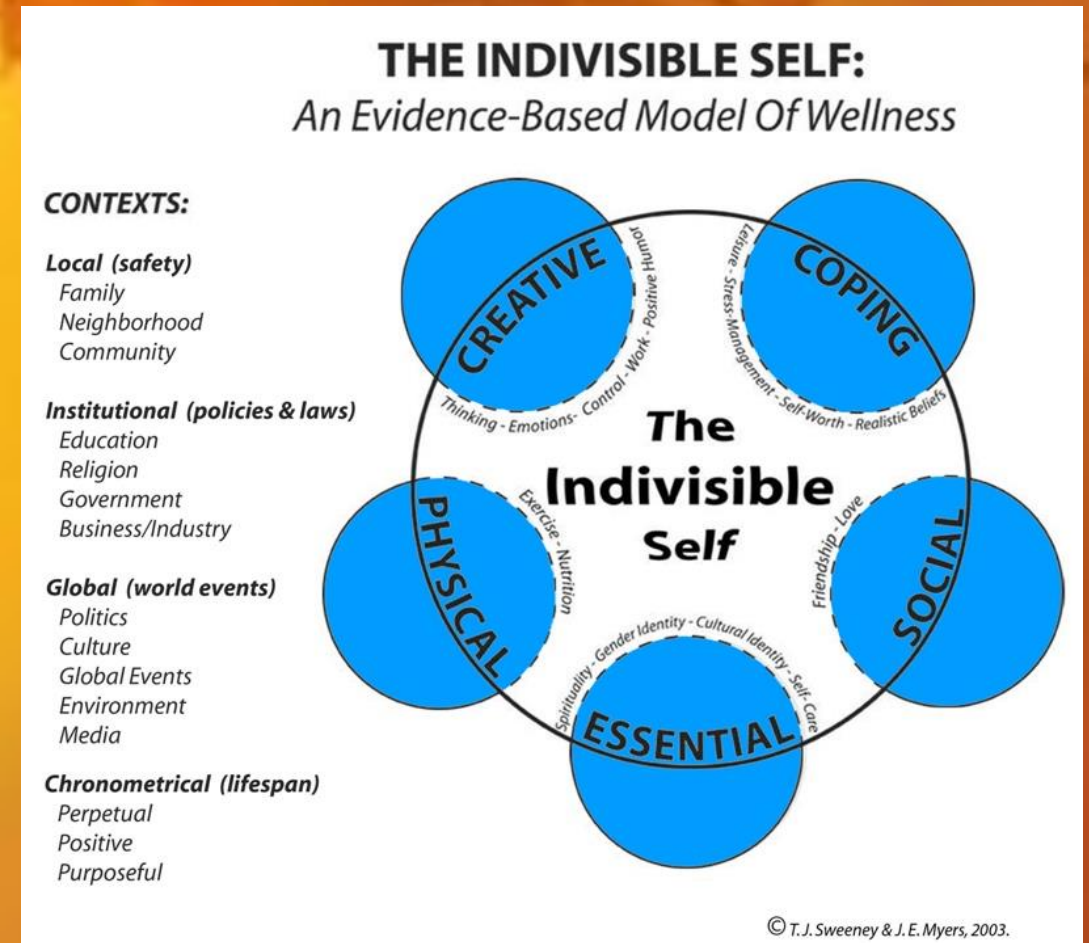 THE INDIVISIBLE SELF:
An Evidence-Based Model Of Wellness
CONTEXTS:
Local (safety)
Family
Neighborhood
Community
Institutional (policies & laws)
Education
Religion
Government
Business/Industry
Global (world events)
Politics
Culture
Global Events
Environment
Media
Chronometrical (lifespan)
Perpetual
Positive
Purposeful
CREATIVE
Thinking - Emotions- Control - Work - Positive Humor
COPING
Leisure - Stress-Management - Self-Worth - Realistic Beliefs
The
Indivisible
Self
PHYSICAL
Exercise - Nutrition
SOCIAL
Friendship - Love
Spirituality - Gender Identity - Cultural Identity - Self- Care
ESSENTIAL
© T. J. Sweeney & J. E. Myers, 2003.